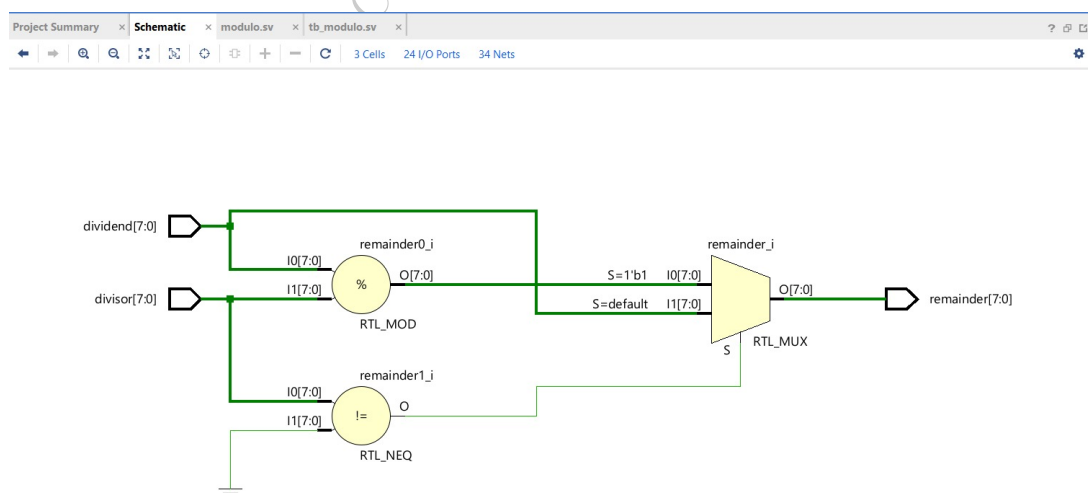 Project Summary × Schematic × modulo.sv × tb_modulo.sv ×
?
3 Cells 24 I/O Ports 34 Nets
dividend[7:0]
remainder0_i
remainder_i
I0[7:0]
%
O[7:0]
S=1'b1 I0[7:0]
divisor[7:0]
I1[7:0]
O[7:0]
remainder[7:0]
S=default I1[7:0]
RTL_MOD
RTL_MUX
S
remainder1_i
I0[7:0]
!=
O
I1[7:0]
RTL_NEQ